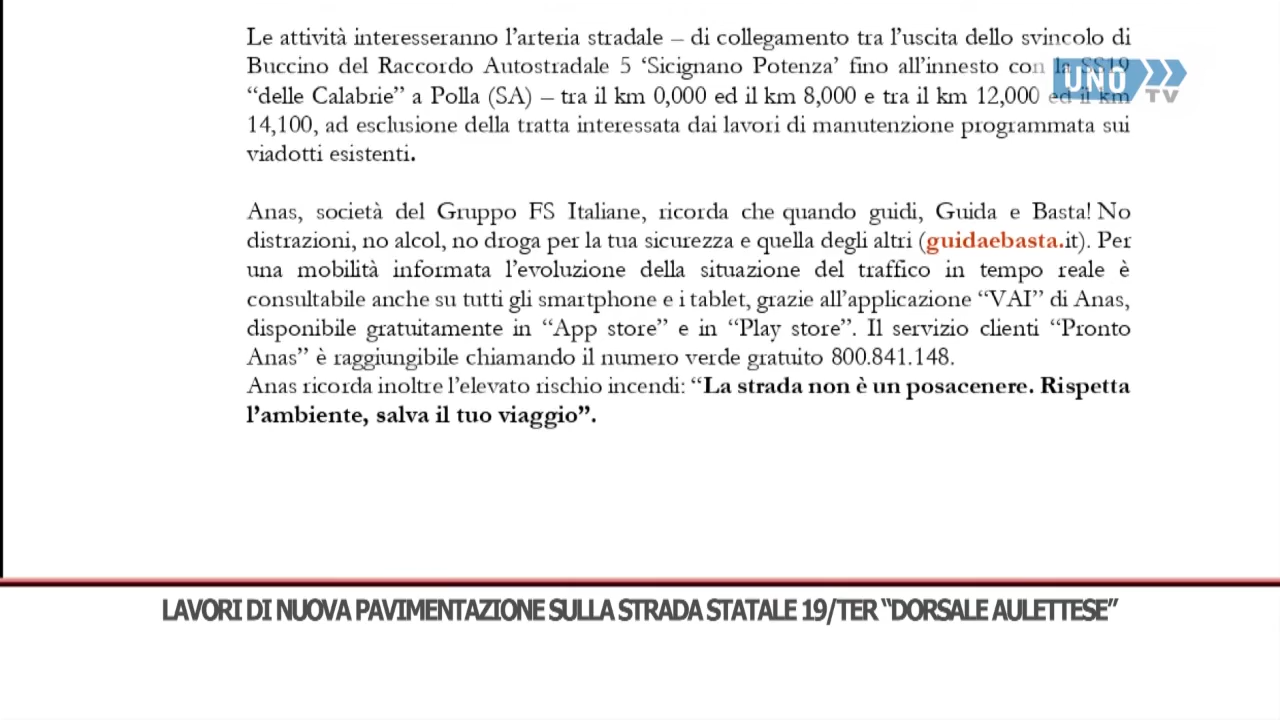 Le attività interesseranno l’arteria stradale – di collegamento tra l’uscita dello svincolo di
Buccino del Raccordo Autostradale 5 ‘Sicignano Potenza’ fino all’innesto con la SS19
“delle Calabrie” a Polla (SA) – tra il km 0,000 ed il km 8,000 e tra il km 12,000 ed il km
14,100, ad esclusione della tratta interessata dai lavori di manutenzione programmata sui
viadotti esistenti.
Anas, società del Gruppo FS Italiane, ricorda che quando guidi, Guida e Basta! No
distrazioni, no alcol, no droga per la tua sicurezza e quella degli altri (guidaebasta.it). Per
una mobilità informata l’evoluzione della situazione del traffico in tempo reale è
consultabile anche su tutti gli smartphone e i tablet, grazie all’applicazione “VAI” di Anas,
disponibile gratuitamente in “App store” e in “Play store”. Il servizio clienti “Pronto
Anas” è raggiungibile chiamando il numero verde gratuito 800.841.148.
Anas ricorda inoltre l’elevato rischio incendi: “La strada non è un posacenere. Rispetta
l’ambiente, salva il tuo viaggio”.
UNO
TV
LAVORI DI NUOVA PAVIMENTAZIONE SULLA STRADA STATALE 19/TER “DORSALE AULETTESE”